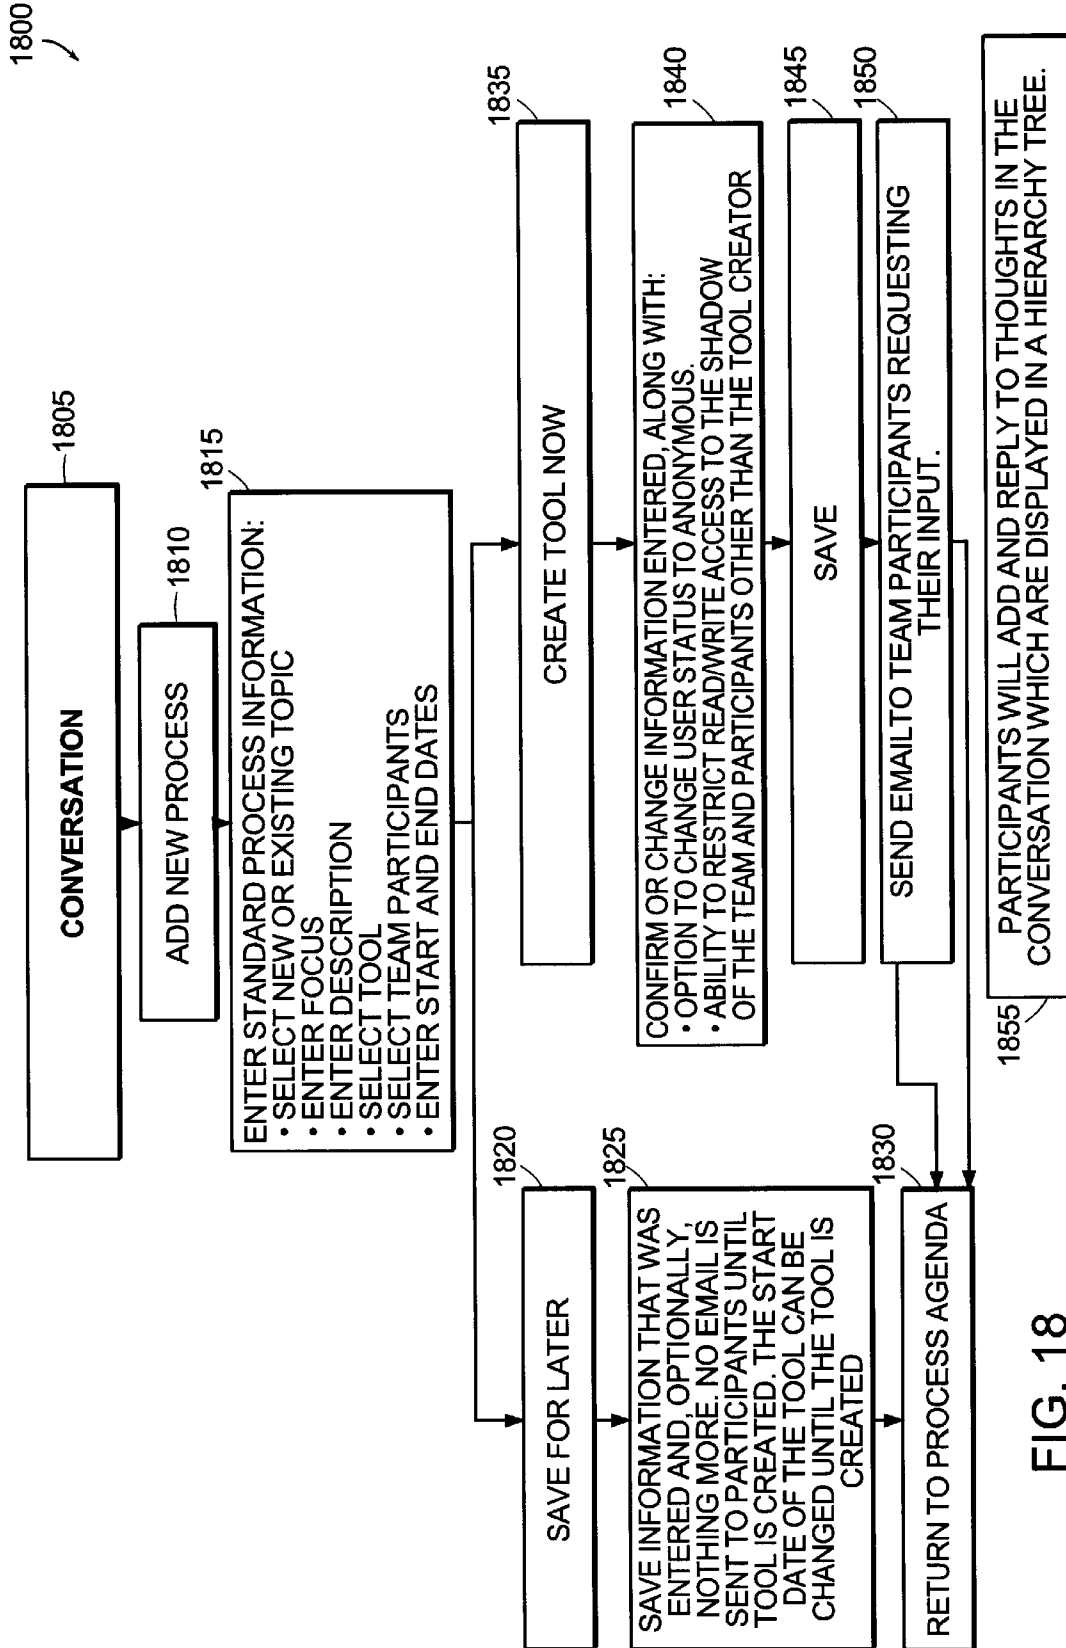 1800
CONVERSATION
1805
ADD NEW PROCESS
1810
1815
ENTER STANDARD PROCESS INFORMATION:
• SELECT NEW OR EXISTING TOPIC
• ENTER FOCUS
• ENTER DESCRIPTION
• SELECT TOOL
• SELECT TEAM PARTICIPANTS
• ENTER START AND END DATES
1820
SAVE FOR LATER
1825
SAVE INFORMATION THAT WAS
ENTERED AND, OPTIONALLY,
NOTHING MORE. NO EMAIL IS
SENT TO PARTICIPANTS UNTIL
TOOL IS CREATED. THE START
DATE OF THE TOOL CAN BE
CHANGED UNTIL THE TOOL IS
CREATED
1830
RETURN TO PROCESS AGENDA
1835
CREATE TOOL NOW
1840
CONFIRM OR CHANGE INFORMATION ENTERED, ALONG WITH:
• OPTION TO CHANGE USER STATUS TO ANONYMOUS.
• ABILITY TO RESTRICT READ/WRITE ACCESS TO THE SHADOW
OF THE TEAM AND PARTICIPANTS OTHER THAN THE TOOL CREATOR
1845
SAVE
1850
SEND EMAIL TO TEAM PARTICIPANTS REQUESTING
THEIR INPUT.
1855
PARTICIPANTS WILL ADD AND REPLY TO THOUGHTS IN THE
CONVERSATION WHICH ARE DISPLAYED IN A HIERARCHY TREE.
FIG. 18